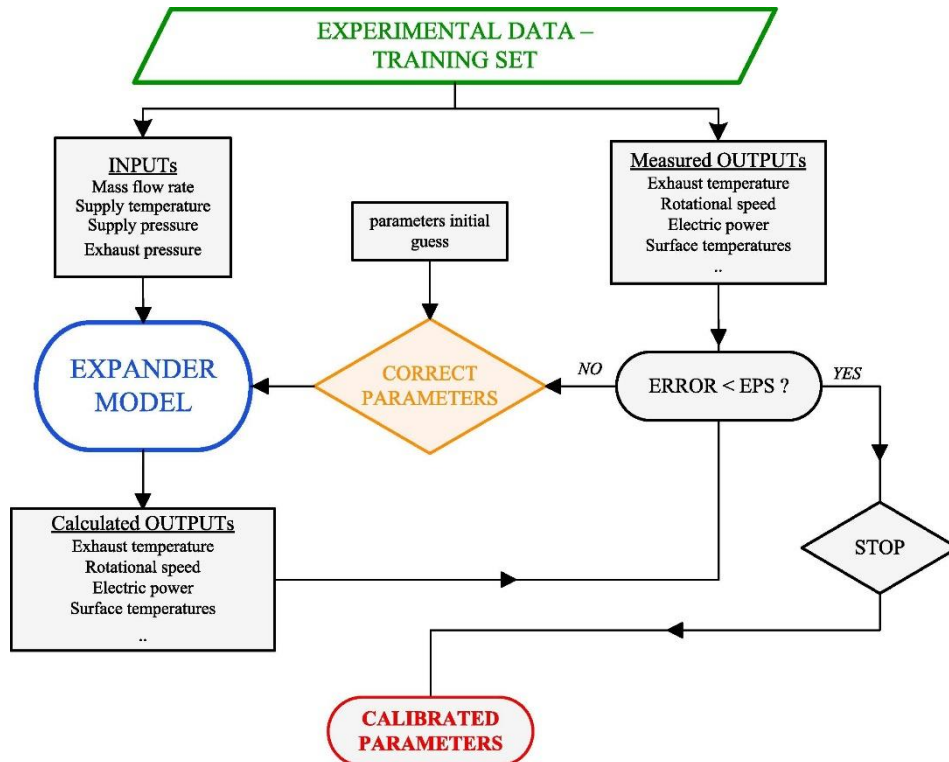 EXPERIMENTAL DATA –
TRAINING SET
INPUTs
Mass flow rate
Supply temperature
Supply pressure
Exhaust pressure
Measured OUTPUTs
Exhaust temperature
Rotational speed
Electric power
Surface temperatures
..
parameters initial
guess
EXPANDER
MODEL
CORRECT
PARAMETERS
NO
ERROR < EPS ?
YES
Calculated OUTPUTs
Exhaust temperature
Rotational speed
Electric power
Surface temperatures
..
STOP
CALIBRATED
PARAMETERS